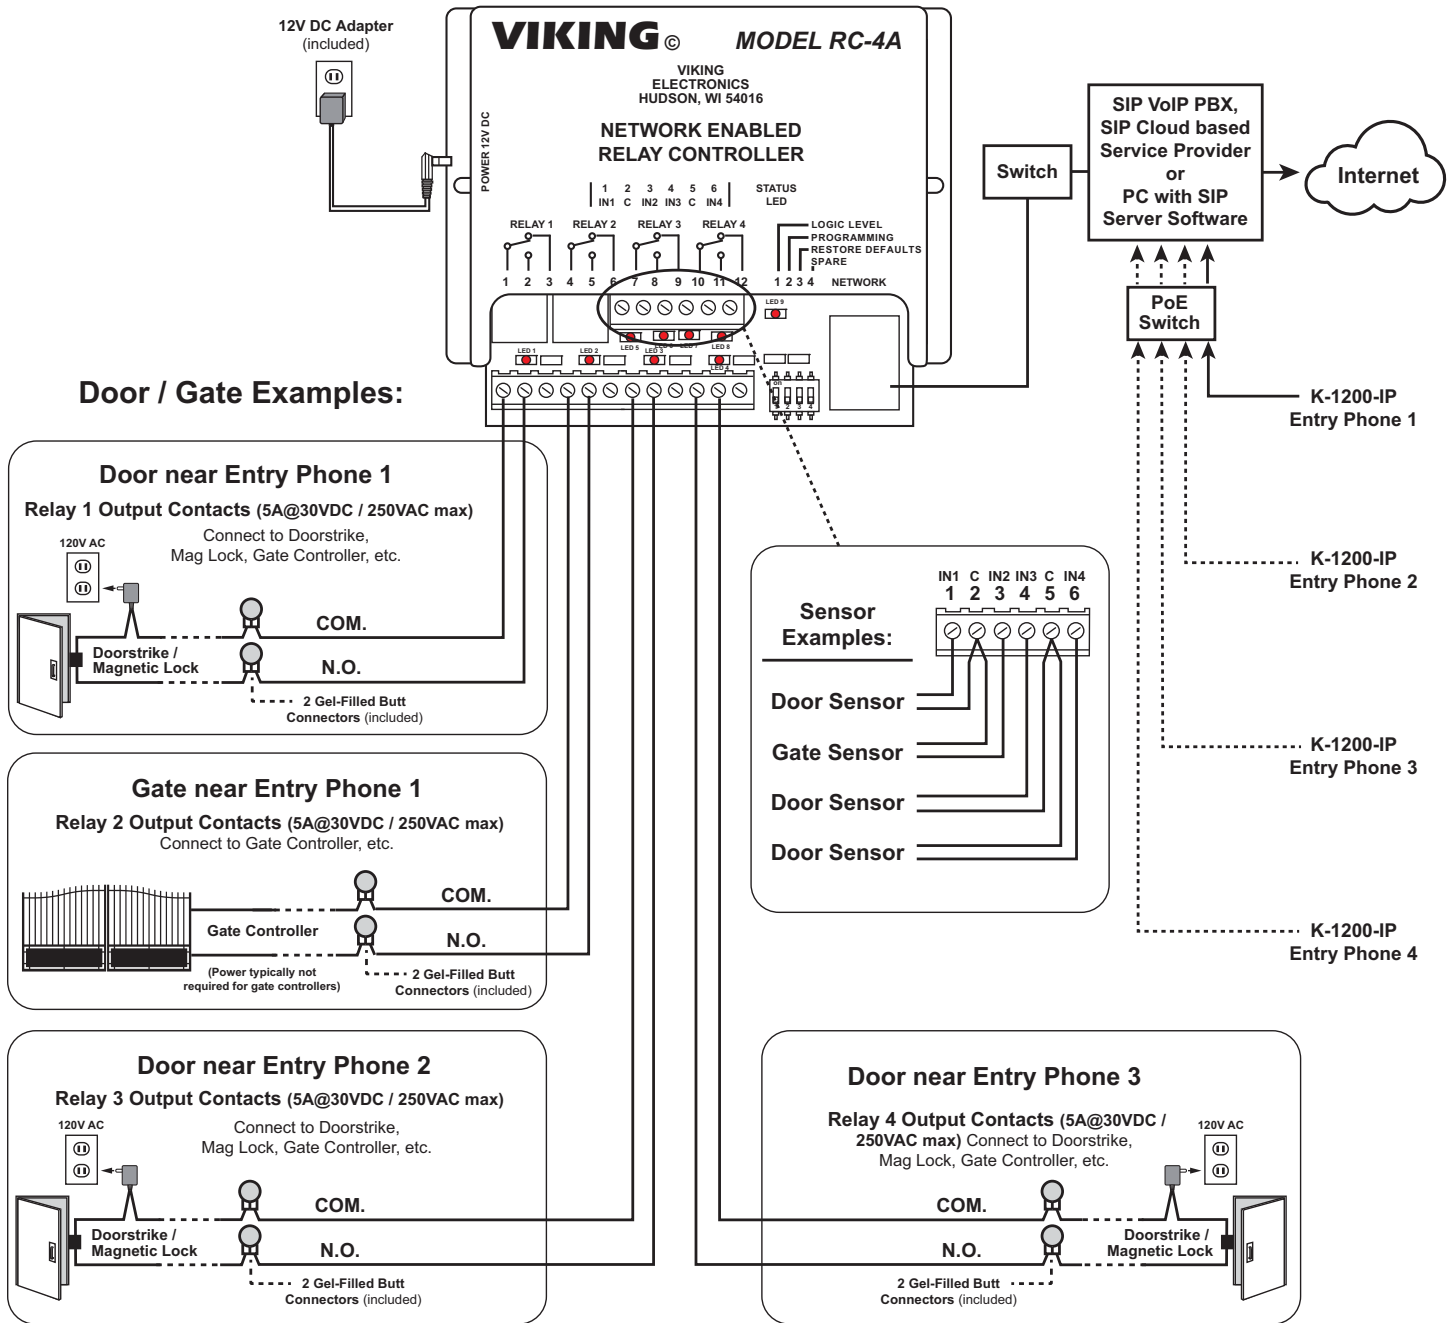 12V DC Adapter
(included)
VIKING © MODEL RC-4A
VIKING
ELECTRONICS
HUDSON, WI 54016
NETWORK ENABLED
RELAY CONTROLLER
POWER 12V DC
1 2 3 4 5 6 STATUS
IN1 C IN2 IN3 C IN4 LED
RELAY 1 RELAY 2 RELAY 3 RELAY 4
LOGIC LEVEL
PROGRAMMING
RESTORE DEFAULTS
SPARE
1 2 3 4 5 6 7 8 9 10 11 12 1 2 3 4 NETWORK
LED 9
LED 1 LED 2 LED 5 LED 3 LED 8
LED 4
on
1 2 3 4
Switch
SIP VoIP PBX,
SIP Cloud based
Service Provider
or
PC with SIP
Server Software
Internet
PoE
Switch
K-1200-IP
Entry Phone 1
K-1200-IP
Entry Phone 2
K-1200-IP
Entry Phone 3
K-1200-IP
Entry Phone 4
Door / Gate Examples:
Door near Entry Phone 1
Relay 1 Output Contacts (5A@30VDC / 250VAC max)
Connect to Doorstrike,
Mag Lock, Gate Controller, etc.
120V AC
COM.
Doorstrike /
Magnetic Lock
N.O.
2 Gel-Filled Butt
Connectors (included)
Gate near Entry Phone 1
Relay 2 Output Contacts (5A@30VDC / 250VAC max)
Connect to Gate Controller, etc.
COM.
Gate Controller
N.O.
(Power typically not
required for gate controllers)
2 Gel-Filled Butt
Connectors (included)
Door near Entry Phone 2
Relay 3 Output Contacts (5A@30VDC / 250VAC max)
Connect to Doorstrike,
Mag Lock, Gate Controller, etc.
120V AC
COM.
Doorstrike /
Magnetic Lock
N.O.
2 Gel-Filled Butt
Connectors (included)
Sensor
Examples:
IN1 C IN2 IN3 C IN4
1 2 3 4 5 6
Door Sensor
Gate Sensor
Door Sensor
Door Sensor
Door near Entry Phone 3
Relay 4 Output Contacts (5A@30VDC /
250VAC max) Connect to Doorstrike,
Mag Lock, Gate Controller, etc.
120V AC
COM.
Doorstrike /
Magnetic Lock
N.O.
2 Gel-Filled Butt
Connectors (included)